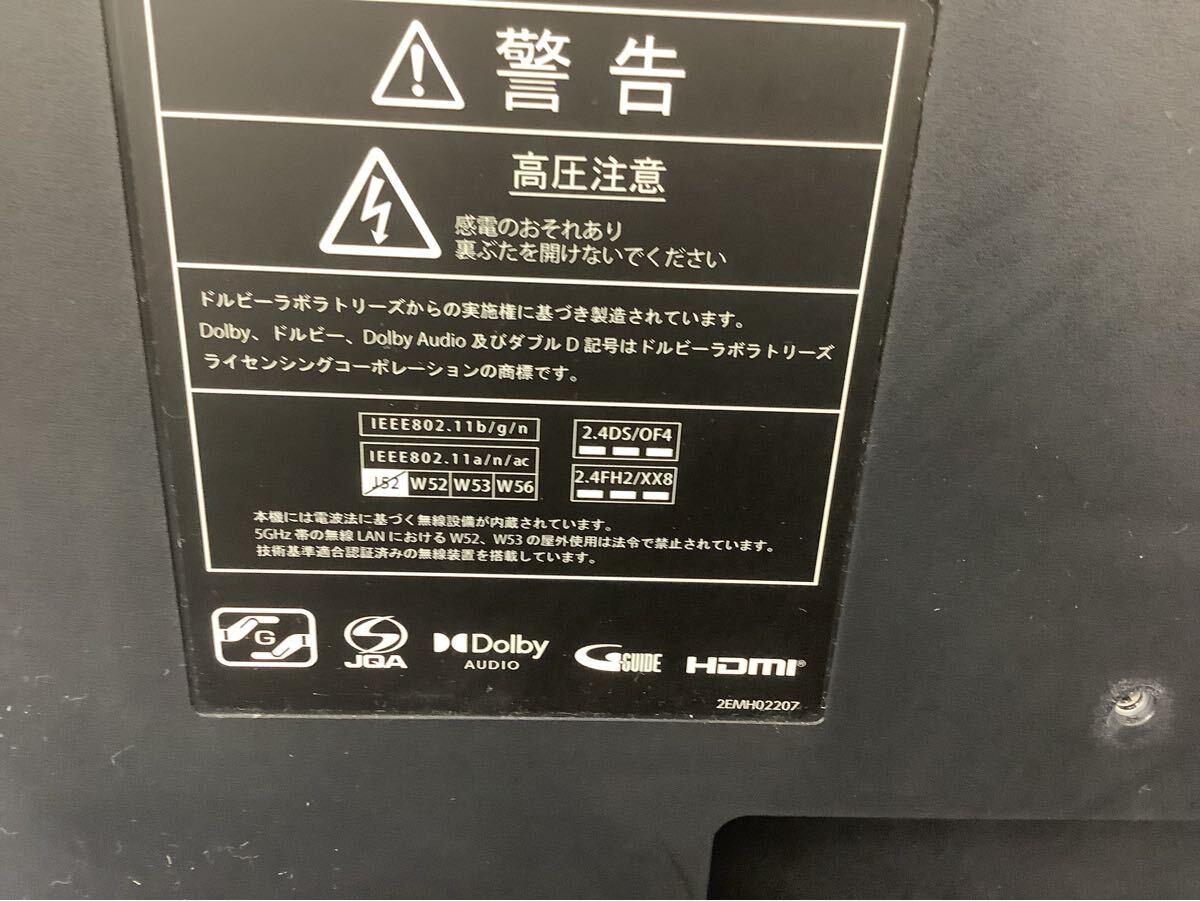 警告
高圧注意
感電のおそれあり
裏ぶたを開けないでください
ドルビーラボラトリーズからの実施権に基づき製造されています。
Dolby、ドルビー、Dolby Audio 及びダブル D 記号はドルビーラボラトリーズ
ライセンシングコーポレーションの商標です。
IEEE802.11b/g/n
2.4DS/OF4
IEEE802.11a/n/ac
J52 W52 W53 W56
2.4FH2/XX8
本機には電波法に基づく無線設備が内蔵されています。
5GHz 帯の無線 LAN における W52、W53 の屋外使用は法令で禁止されています。
技術基準適合認証済みの無線装置を搭載しています。
I G I
JQA
Dolby
AUDIO
G-GUIDE
HDMI®
2EMH02207